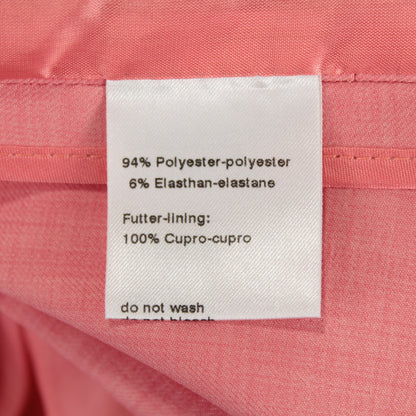 94% Polyester-polyester
6% Elasthan-elastane
Futter-lining:
100% Cupro-cupro
do not wash